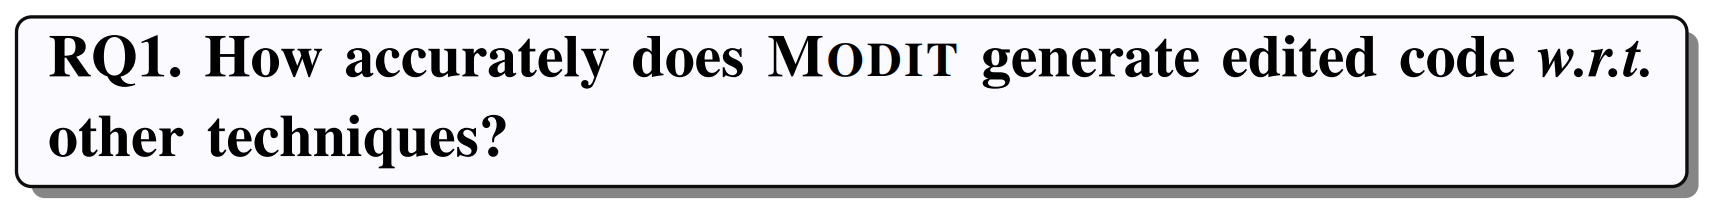 RQ1. How accurately does MODIT generate edited code w.r.t.
other techniques?